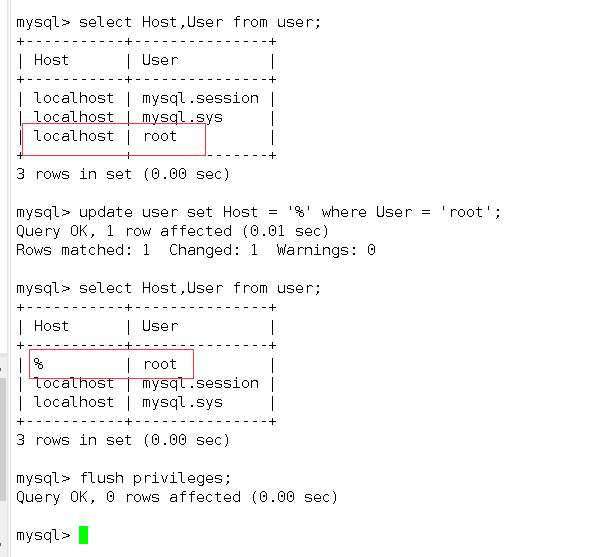 mysql> select Host,User from user;
+-----------+---------------+
| Host      | User          |
+-----------+---------------+
| localhost | mysql.session |
| localhost | mysql.sys     |
| localhost | root          |
+-----------+---------------+
3 rows in set (0.00 sec)
mysql> update user set Host = '%' where User = 'root';
Query OK, 1 row affected (0.01 sec)
Rows matched: 1  Changed: 1  Warnings: 0
mysql> select Host,User from user;
+-----------+---------------+
| Host      | User          |
+-----------+---------------+
| %         | root          |
| localhost | mysql.session |
| localhost | mysql.sys     |
+-----------+---------------+
3 rows in set (0.00 sec)
mysql> flush privileges;
Query OK, 0 rows affected (0.00 sec)
mysql>